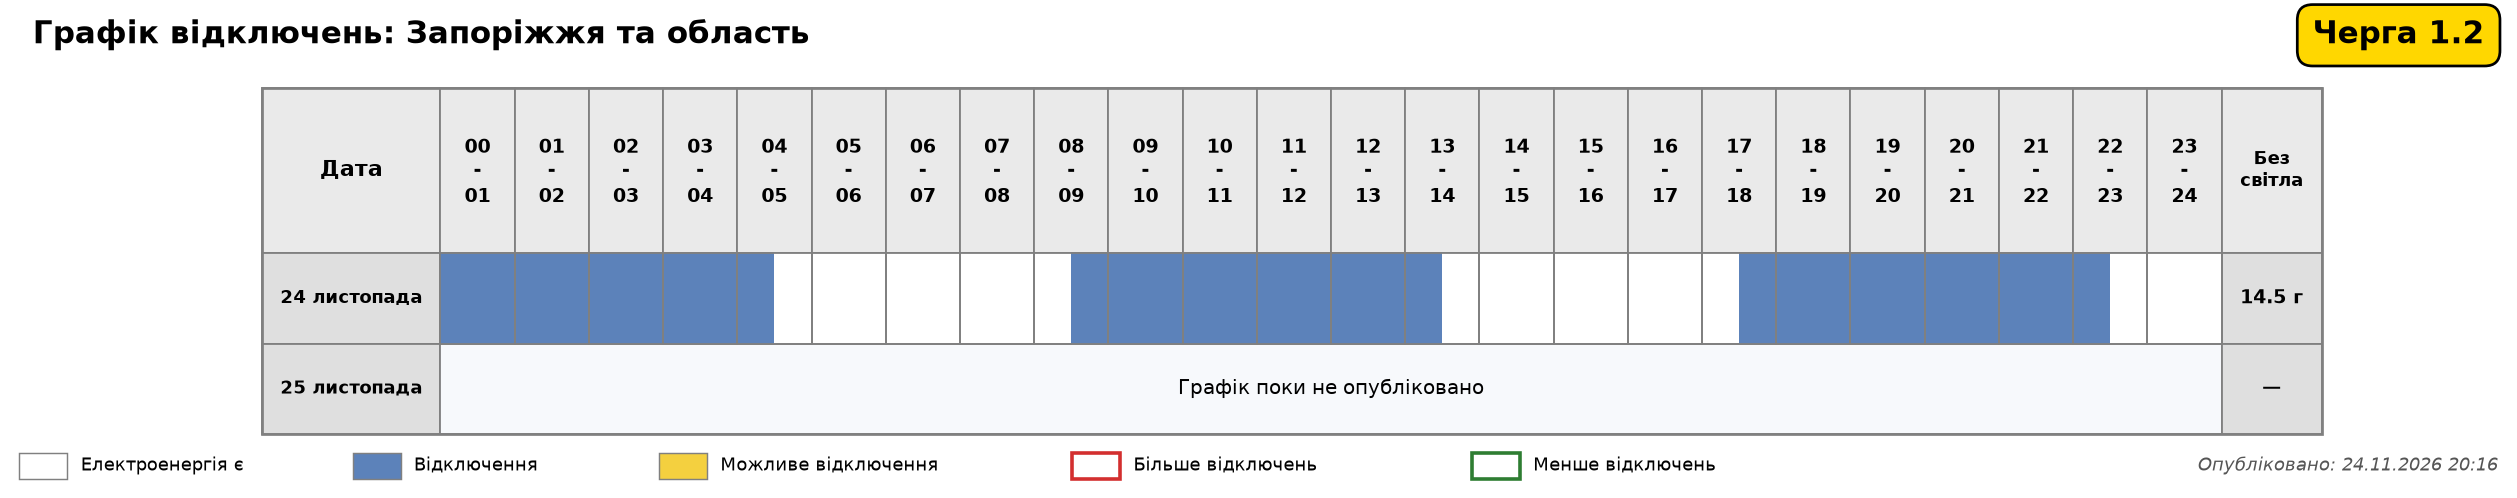 Графік відключень: Запоріжжя та область
Черга 1.2
Дата
00 - 01
01 - 02
02 - 03
03 - 04
04 - 05
05 - 06
06 - 07
07 - 08
08 - 09
09 - 10
10 - 11
11 - 12
12 - 13
13 - 14
14 - 15
15 - 16
16 - 17
17 - 18
18 - 19
19 - 20
20 - 21
21 - 22
22 - 23
23 - 24
Без
світла
24 листопада
14.5 г
25 листопада
Графік поки не опубліковано
—
Електроенергія є
Відключення
Можливе відключення
Більше відключень
Менше відключень
Опубліковано: 24.11.2026 20:16